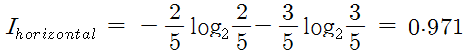 I_horizontal = − 2/5 log₂ 2/5 − 3/5 log₂ 3/5 = 0·971